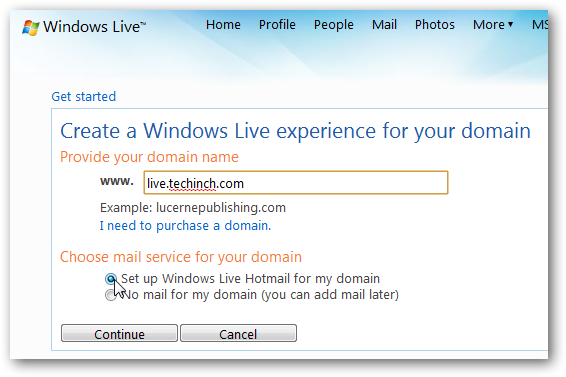 Windows Live™ Home Profile People Mail Photos More ▾ MS
Get started
Create a Windows Live experience for your domain
Provide your domain name
www. live.techinch.com
Example: lucernepublishing.com
I need to purchase a domain.
Choose mail service for your domain
Set up Windows Live Hotmail for my domain
No mail for my domain (you can add mail later)
Continue Cancel